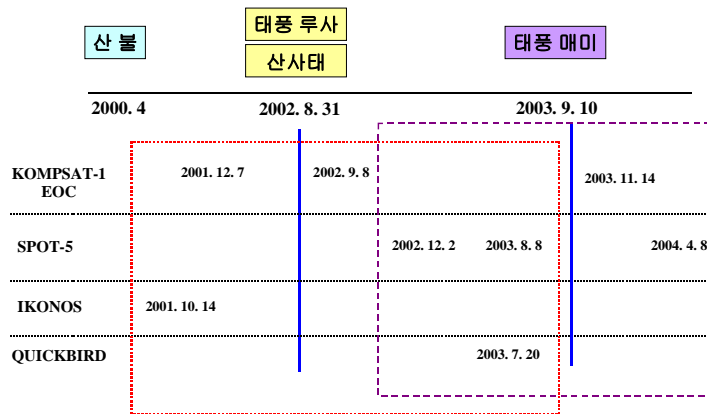 산 불
태풍 루사
산사태
태풍 매미
2000. 4
2002. 8. 31
2003. 9. 10
KOMPSAT-1
EOC
2001. 12. 7
2002. 9. 8
2003. 11. 14
SPOT-5
2002. 12. 2
2003. 8. 8
2004. 4. 8
IKONOS
2001. 10. 14
QUICKBIRD
2003. 7. 20